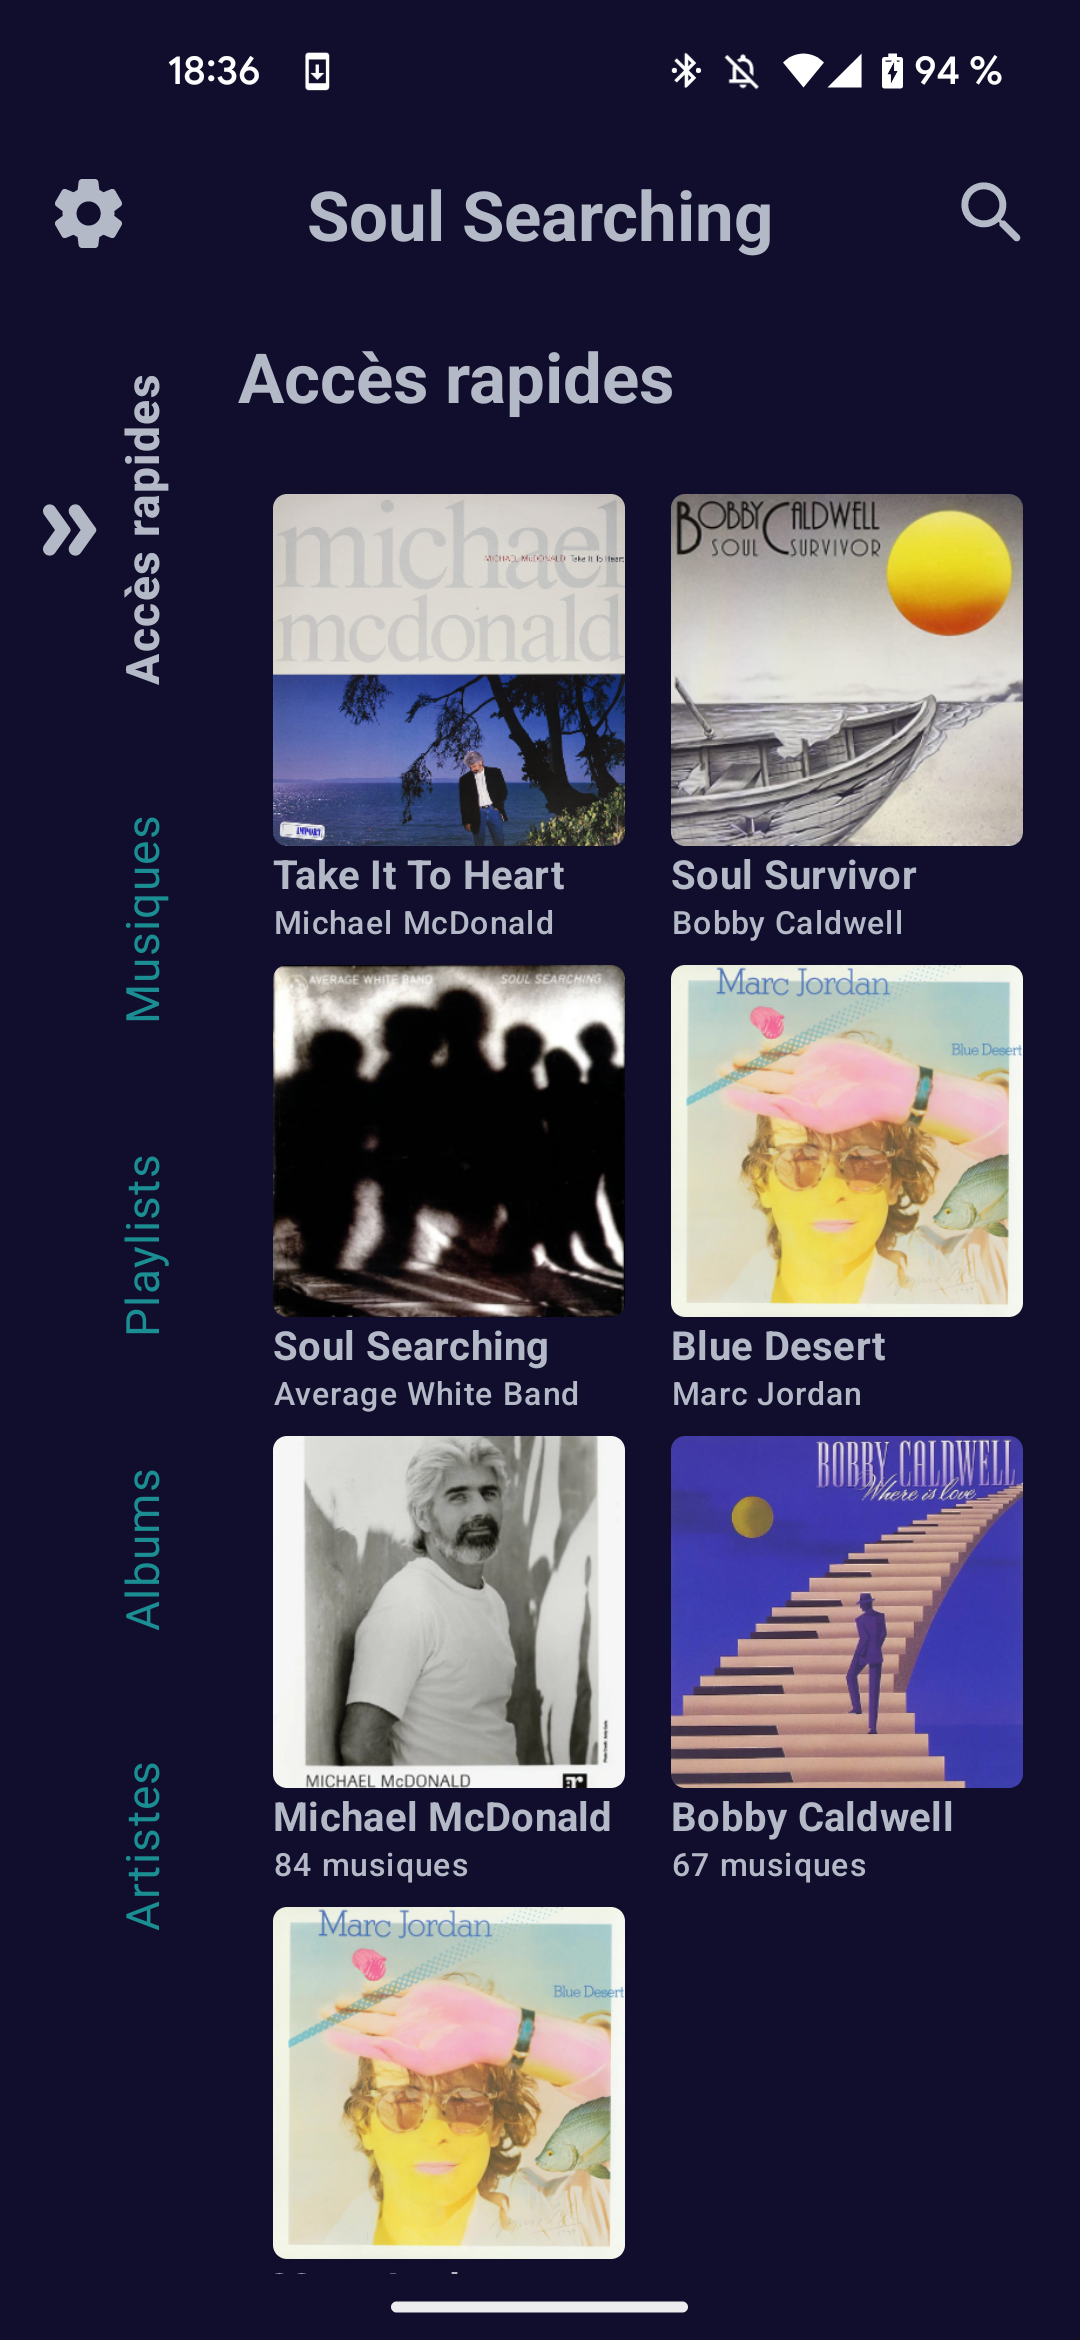 18:36
94 %
Soul Searching
Accès rapides
Accès rapides
Musiques
Playlists
Albums
Artistes
michael
MICHAEL McDONALD Take It To Heart
mcdonald
IMPORT
Take It To Heart
Michael McDonald
BOBBY CALDWELL
SOUL SURVIVOR
Soul Survivor
Bobby Caldwell
AVERAGE WHITE BAND SOUL SEARCHING
Soul Searching
Average White Band
Marc Jordan
Blue Desert
Blue Desert
Marc Jordan
MICHAEL McDONALD
Michael McDonald
84 musiques
BOBBY CALDWELL
Where is love
Bobby Caldwell
67 musiques
Marc Jordan
Blue Desert